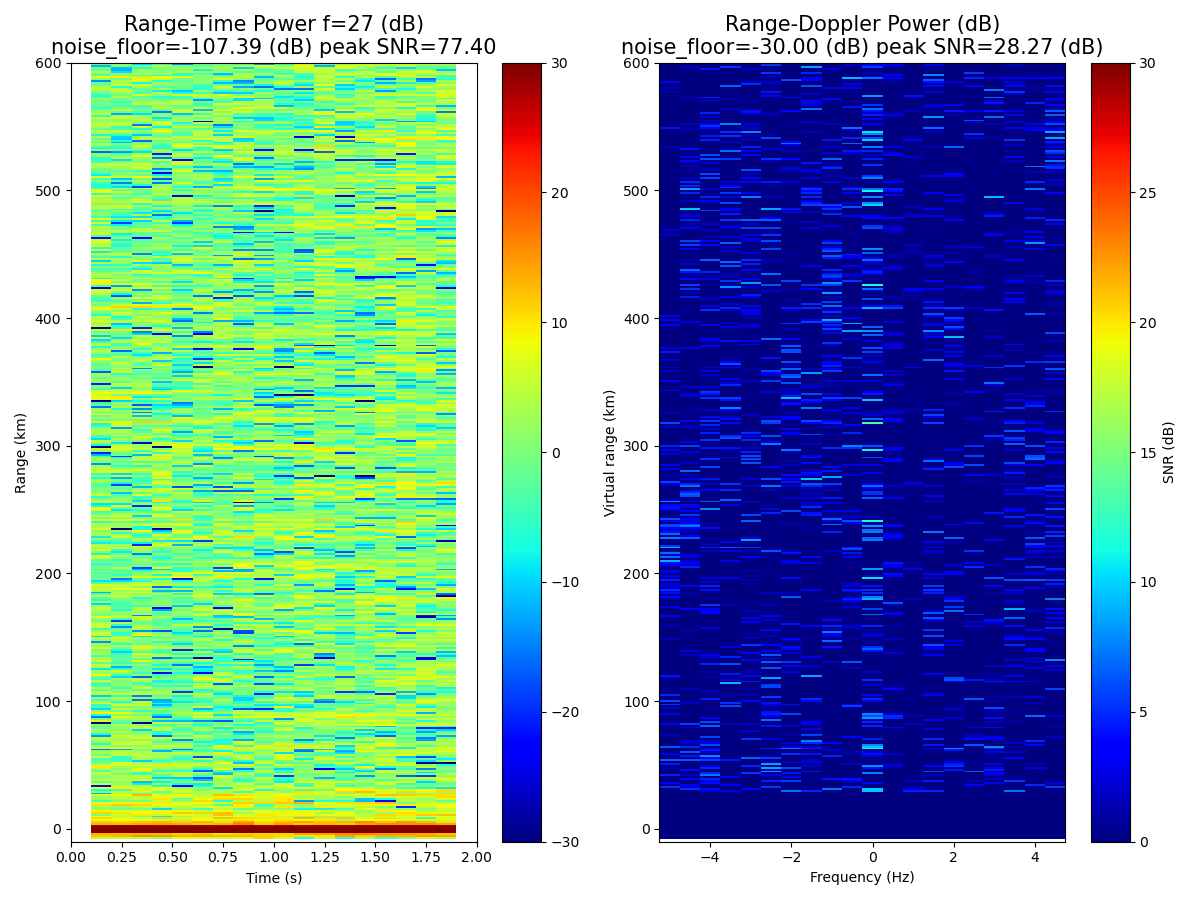 Range-Time Power f=27 (dB)
noise_floor=-107.39 (dB) peak SNR=77.40
Range-Doppler Power (dB)
noise_floor=-30.00 (dB) peak SNR=28.27 (dB)
600
500
400
300
200
100
0
Range (km)
0.00 0.25 0.50 0.75 1.00 1.25 1.50 1.75 2.00
Time (s)
30
20
10
0
−10
−20
−30
600
500
400
300
200
100
0
Virtual range (km)
−4 −2 0 2 4
Frequency (Hz)
30
25
20
15
10
5
0
SNR (dB)